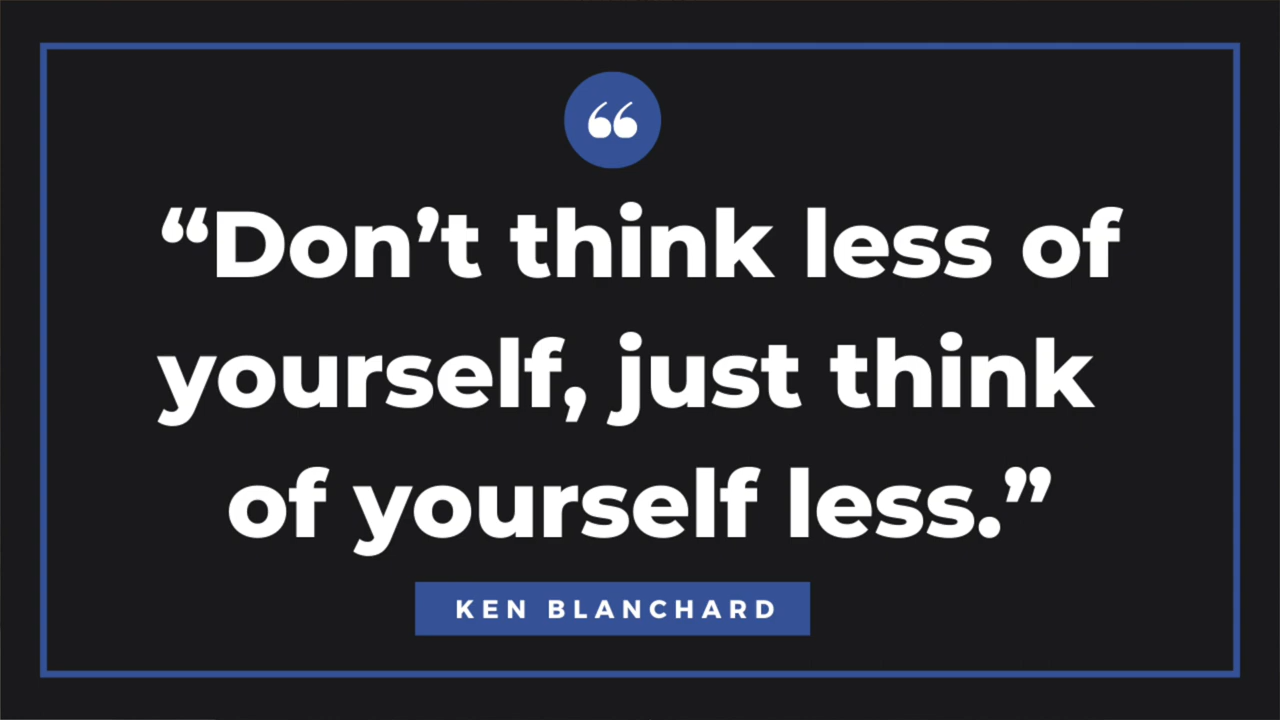 “
“Don’t think less of
yourself, just think
of yourself less.”
KEN BLANCHARD